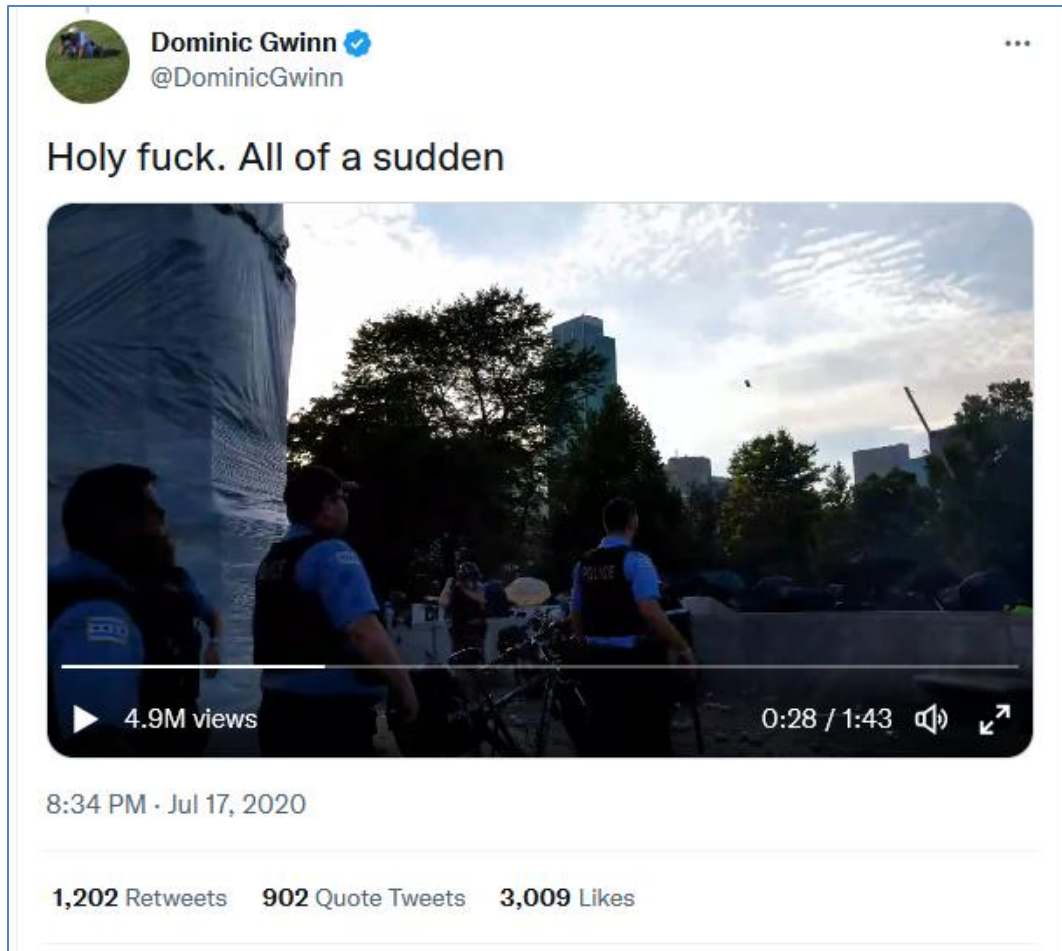 Dominic Gwinn
@DominicGwinn
Holy fuck. All of a sudden
POLICE
4.9M views
0:28 / 1:43
8:34 PM · Jul 17, 2020
1,202 Retweets 902 Quote Tweets 3,009 Likes